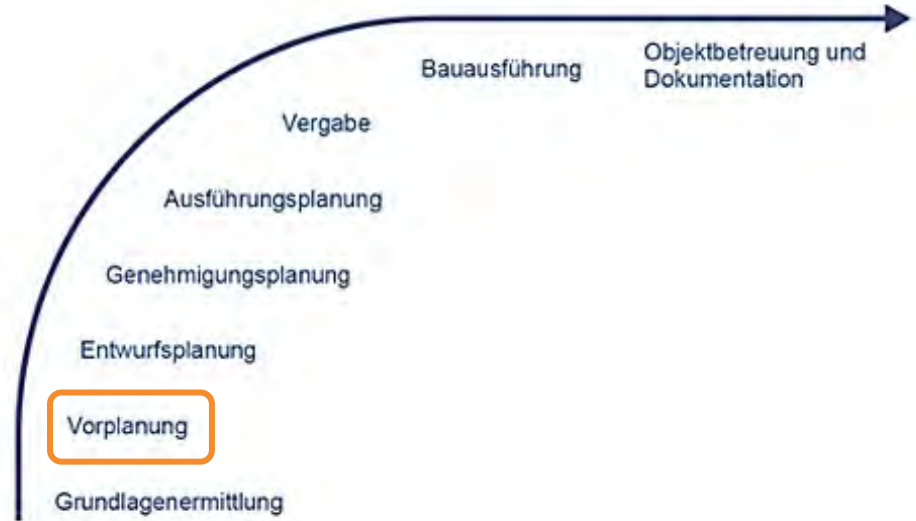 Bauausführung
Objektbetreuung und
Dokumentation
Vergabe
Ausführungsplanung
Genehmigungsplanung
Entwurfsplanung
Vorplanung
Grundlagenermittlung